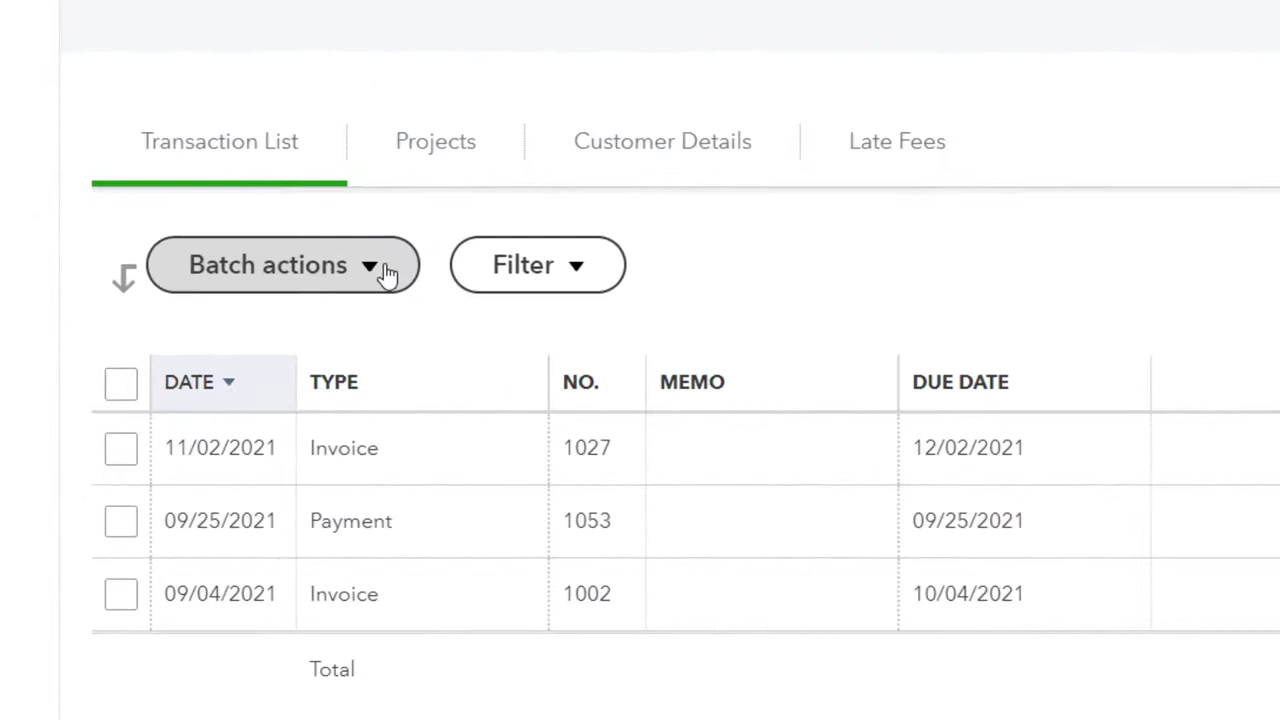 Transaction List Projects Customer Details Late Fees
Batch actions Filter
DATE TYPE NO. MEMO DUE DATE
11/02/2021 Invoice 1027 12/02/2021
09/25/2021 Payment 1053 09/25/2021
09/04/2021 Invoice 1002 10/04/2021
Total